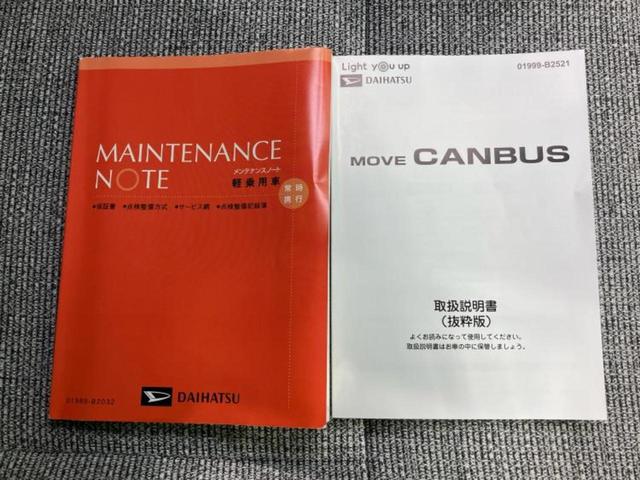 MAINTENANCE
NOTE
メンテナンスノート
軽乗用車
常時
携行
●保証書 ●点検整備方式 ●サービス網 ●点検整備記録簿
01999-B2032
DAIHATSU
Light you up
DAIHATSU
01999-B2521
MOVE CANBUS
取扱説明書
(抜粋版)
よくお読みになって使用してください。
取扱説明書はお車の中に保管しましょう。